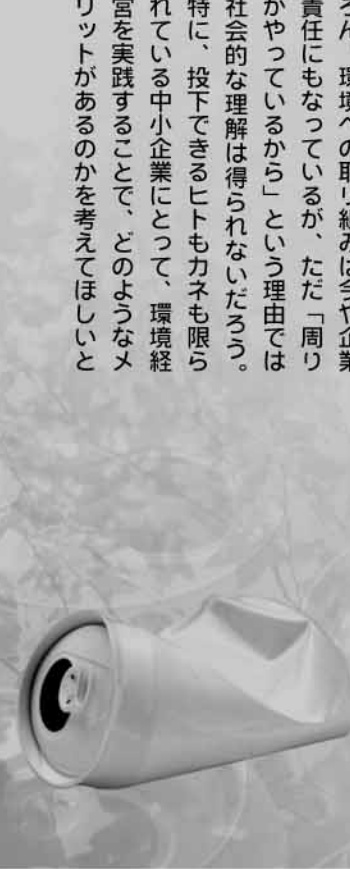 ろん、環境への取り組みは今や企業
責任にもなっているが、ただ「周り
がやっているから」という理由では
社会的な理解は得られないだろう。
特に、投下できるヒトもカネも限ら
れている中小企業にとって、環境経
営を実践することで、どのようなメ
リットがあるのかを考えてほしいと